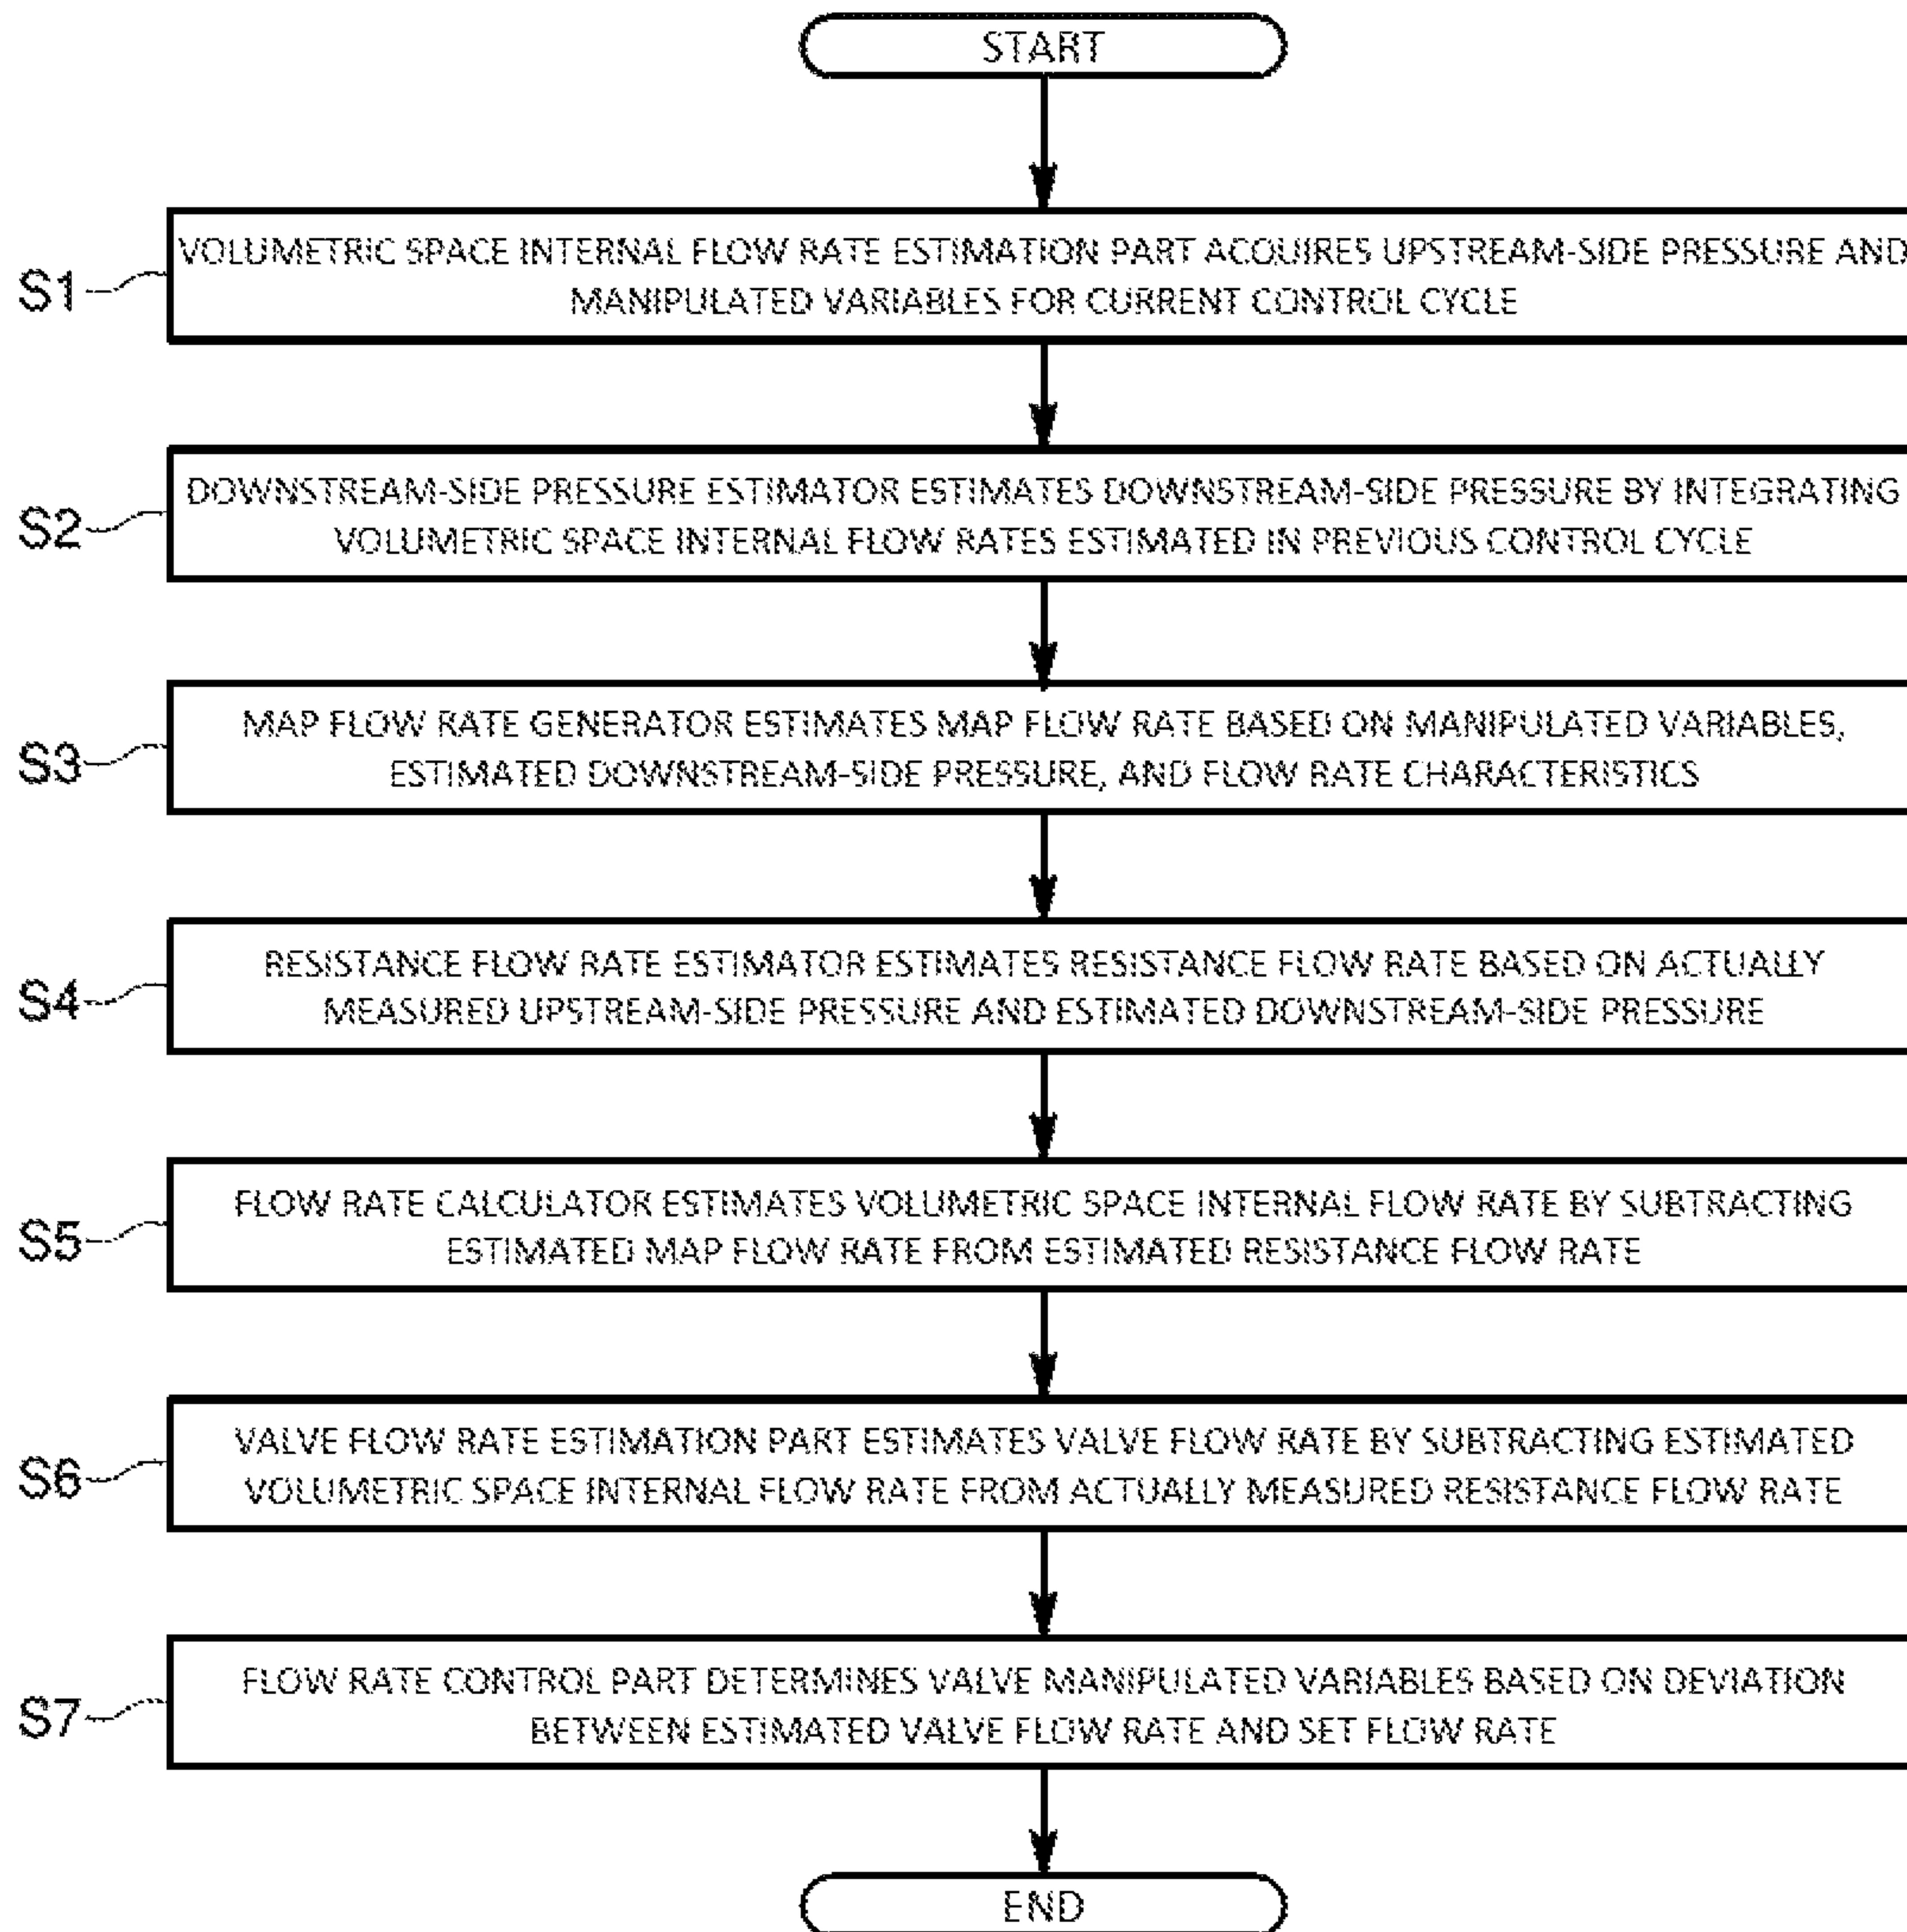 START
S1
VOLUMETRIC SPACE INTERNAL FLOW RATE ESTIMATION PART ACQUIRES UPSTREAM-SIDE PRESSURE AND
MANIPULATED VARIABLES FOR CURRENT CONTROL CYCLE
S2
DOWNSTREAM-SIDE PRESSURE ESTIMATOR ESTIMATES DOWNSTREAM-SIDE PRESSURE BY INTEGRATING
VOLUMETRIC SPACE INTERNAL FLOW RATES ESTIMATED IN PREVIOUS CONTROL CYCLE
S3
MAP FLOW RATE GENERATOR ESTIMATES MAP FLOW RATE BASED ON MANIPULATED VARIABLES,
ESTIMATED DOWNSTREAM-SIDE PRESSURE, AND FLOW RATE CHARACTERISTICS
S4
RESISTANCE FLOW RATE ESTIMATOR ESTIMATES RESISTANCE FLOW RATE BASED ON ACTUALLY
MEASURED UPSTREAM-SIDE PRESSURE AND ESTIMATED DOWNSTREAM-SIDE PRESSURE
S5
FLOW RATE CALCULATOR ESTIMATES VOLUMETRIC SPACE INTERNAL FLOW RATE BY SUBTRACTING
ESTIMATED MAP FLOW RATE FROM ESTIMATED RESISTANCE FLOW RATE
S6
VALVE FLOW RATE ESTIMATION PART ESTIMATES VALVE FLOW RATE BY SUBTRACTING ESTIMATED
VOLUMETRIC SPACE INTERNAL FLOW RATE FROM ACTUALLY MEASURED RESISTANCE FLOW RATE
S7
FLOW RATE CONTROL PART DETERMINES VALVE MANIPULATED VARIABLES BASED ON DEVIATION
BETWEEN ESTIMATED VALVE FLOW RATE AND SET FLOW RATE
END